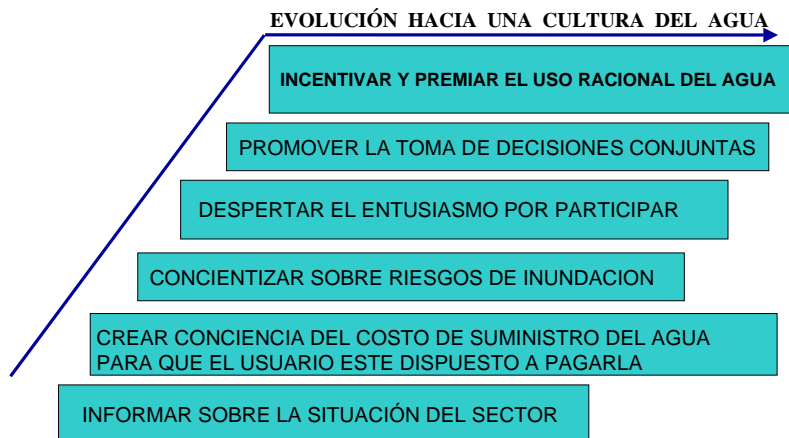 EVOLUCIÓN HACIA UNA CULTURA DEL AGUA
INCENTIVAR Y PREMIAR EL USO RACIONAL DEL AGUA
PROMOVER LA TOMA DE DECISIONES CONJUNTAS
DESPERTAR EL ENTUSIASMO POR PARTICIPAR
CONCIENTIZAR SOBRE RIESGOS DE INUNDACION
CREAR CONCIENCIA DEL COSTO DE SUMINISTRO DEL AGUA
PARA QUE EL USUARIO ESTE DISPUESTO A PAGARLA
INFORMAR SOBRE LA SITUACIÓN DEL SECTOR